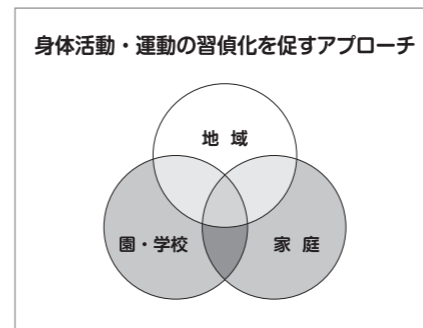 身体活動・運動の習偵化を促すアプローチ
地 域
園・学校
家 庭